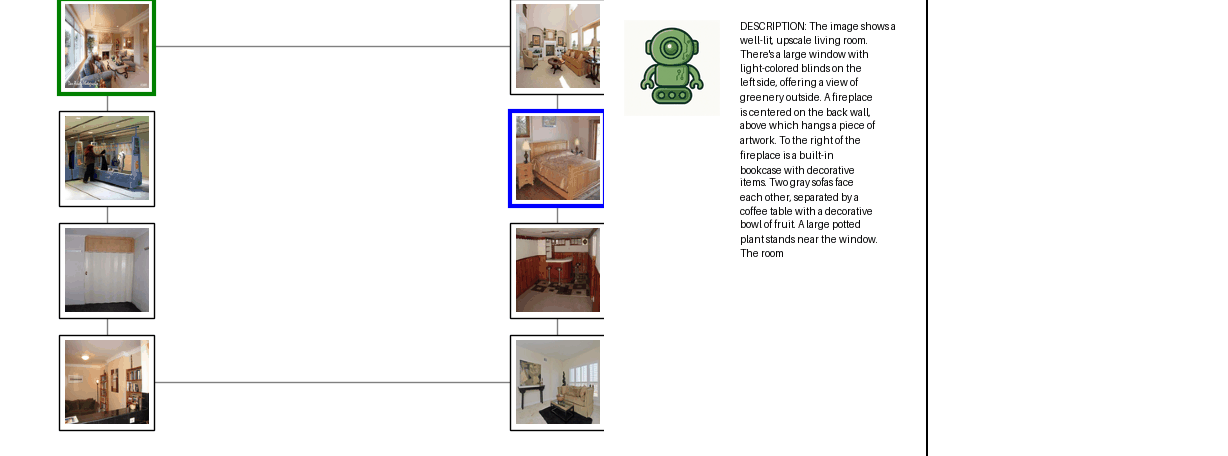 DESCRIPTION: The image shows a
well-lit, upscale living room.
There's a large window with
light-colored blinds on the
left side, offering a view of
greenery outside. A fireplace
is centered on the back wall,
above which hangs a piece of
artwork. To the right of the
fireplace is a built-in
bookcase with decorative
items. Two gray sofas face
each other, separated by a
coffee table with a decorative
bowl of fruit. A large potted
plant stands near the window.
The room